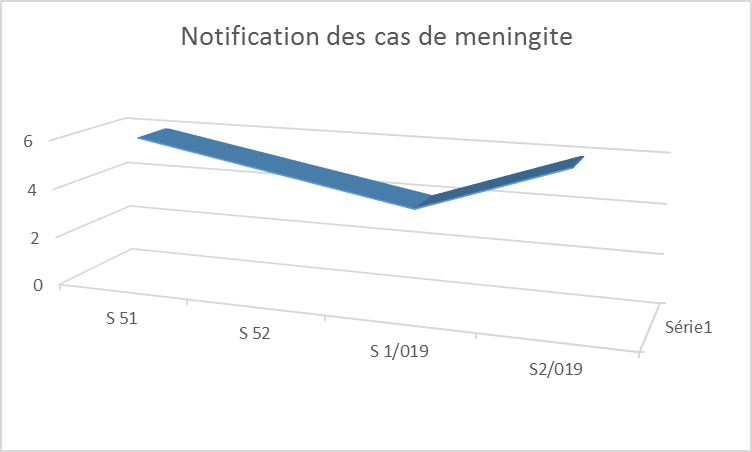 Notification des cas de meningite
6
4
2
0
S 51
S 52
S 1/019
S2/019
Série1